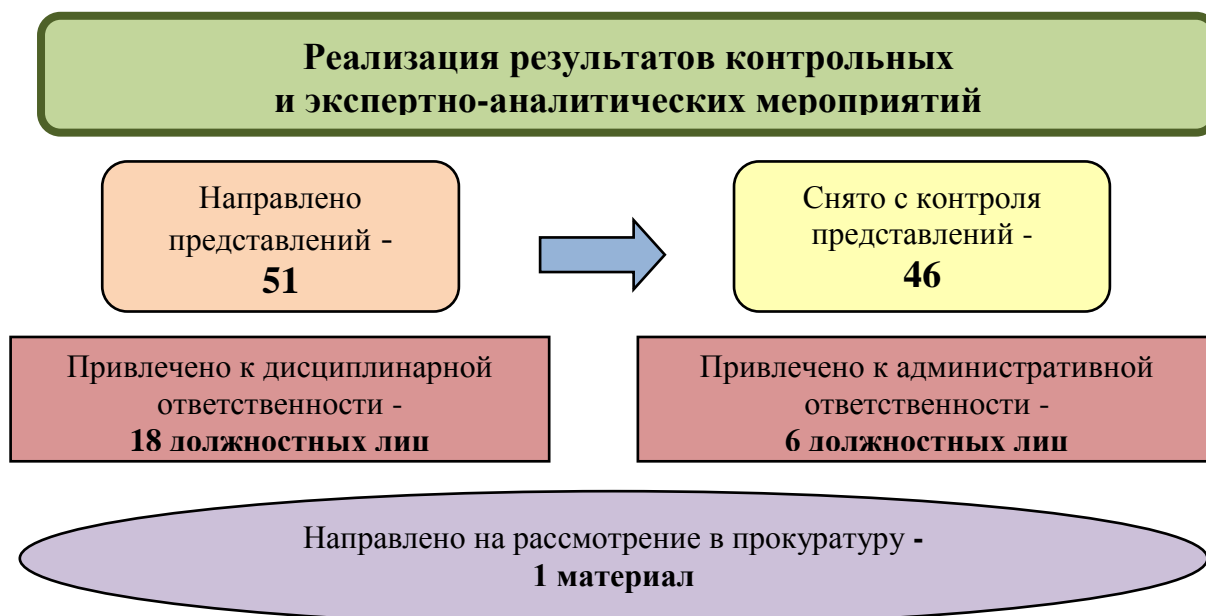 Реализация результатов контрольных
и экспертно-аналитических мероприятий
Направлено
представлений -
51
Снято с контроля
представлений -
46
Привлечено к дисциплинарной
ответственности -
18 должностных лиц
Привлечено к административной
ответственности -
6 должностных лиц
Направлено на рассмотрение в прокуратуру -
1 материал